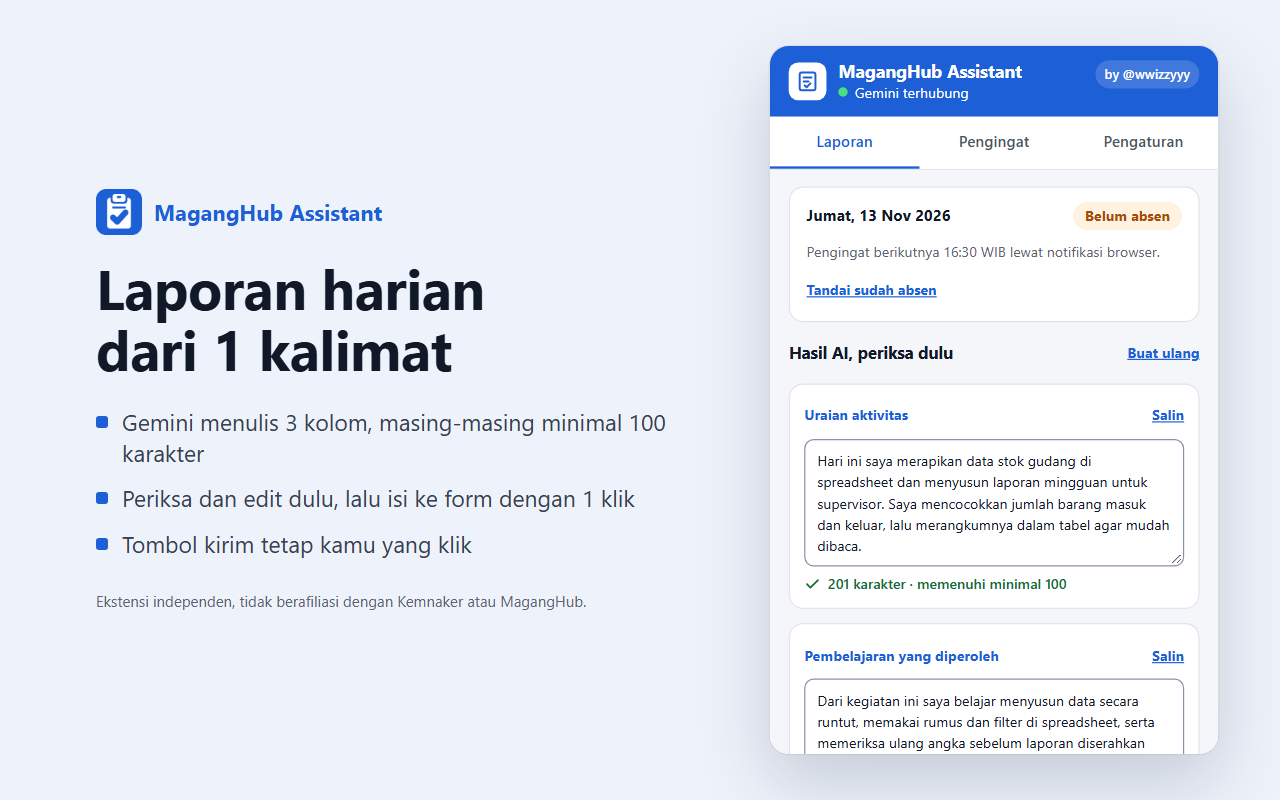 MagangHub Assistant
Laporan harian
dari 1 kalimat
Gemini menulis 3 kolom, masing-masing minimal 100
karakter
Periksa dan edit dulu, lalu isi ke form dengan 1 klik
Tombol kirim tetap kamu yang klik
Ekstensi independen, tidak berafiliasi dengan Kemnaker atau MagangHub.
MagangHub Assistant
by @wwizzyyy
Gemini terhubung
Laporan
Pengingat
Pengaturan
Jumat, 13 Nov 2026
Belum absen
Pengingat berikutnya 16:30 WIB lewat notifikasi browser.
Tandai sudah absen
Hasil AI, periksa dulu
Buat ulang
Uraian aktivitas
Salin
Hari ini saya merapikan data stok gudang di
spreadsheet dan menyusun laporan mingguan untuk
supervisor. Saya mencocokkan jumlah barang masuk
dan keluar, lalu merangkumnya dalam tabel agar mudah
dibaca.
201 karakter · memenuhi minimal 100
Pembelajaran yang diperoleh
Salin
Dari kegiatan ini saya belajar menyusun data secara
runtut, memakai rumus dan filter di spreadsheet, serta
memeriksa ulang angka sebelum laporan diserahkan